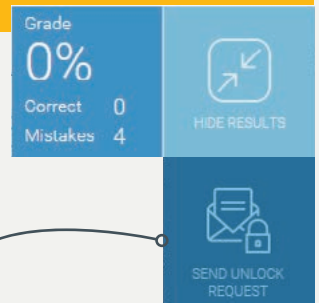 Grade
0%
Correct 0
Mistakes 4
HIDE RESULTS
SEND UNLOCK
REQUEST